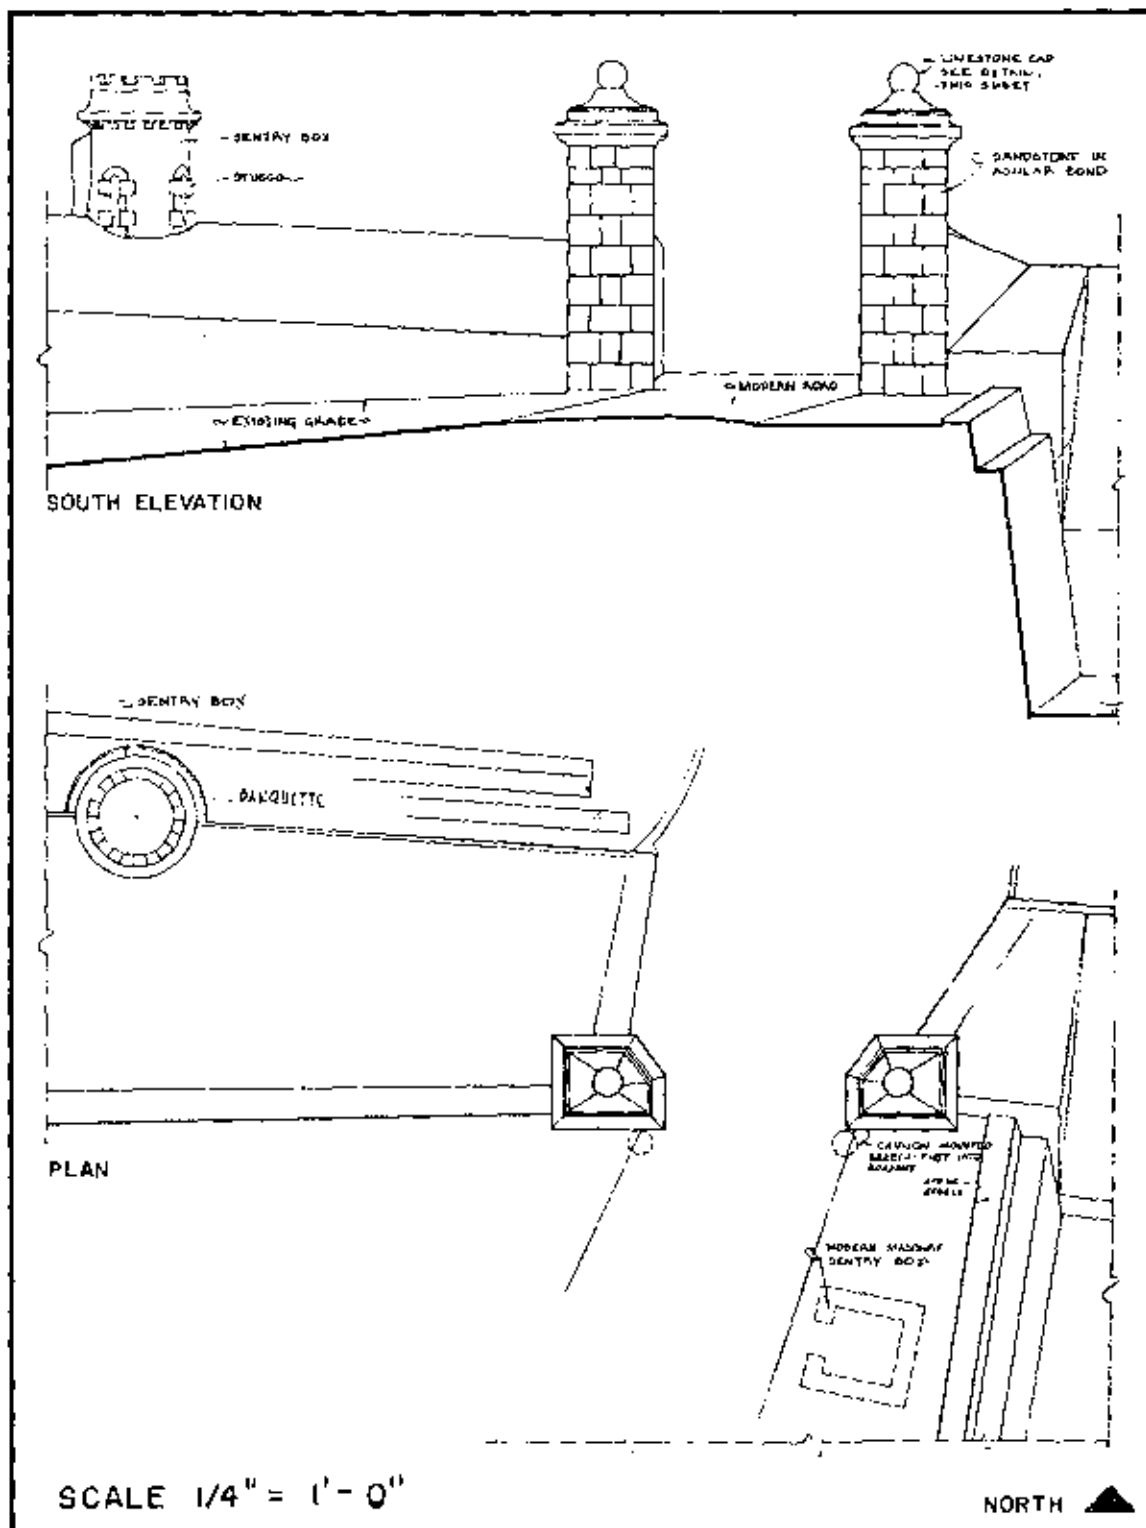 LIMESTONE CAP
SEE DETAIL,
THIS SHEET
SENTRY BOX
STUCCO
SANDSTONE IN
ASHLAR BOND
MODERN ROAD
EXISTING GRADE
SOUTH ELEVATION
SENTRY BOX
BANQUETTE
CANNON MOUNTED
PLAN
MODERN MASONRY
SENTRY BOX
SCALE 1/4" = 1'-0"
NORTH